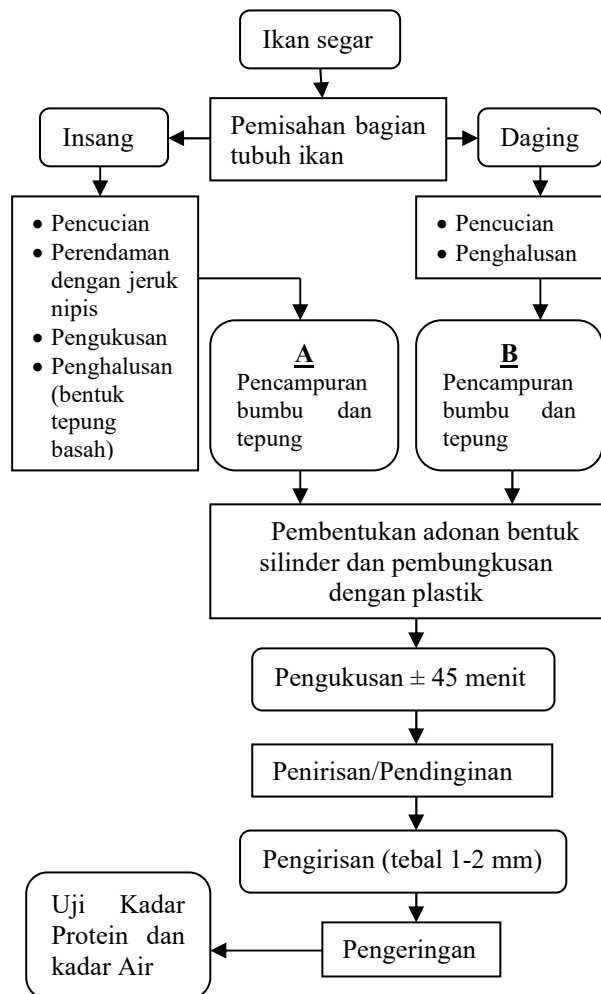 Ikan segar
Insang
Pemisahan bagian
tubuh ikan
Daging
• Pencucian
• Perendaman
dengan jeruk
nipis
• Pengukusan
• Penghalusan
(bentuk
tepung
basah)
• Pencucian
• Penghalusan
A
Pencampuran
bumbu dan
tepung
B
Pencampuran
bumbu dan
tepung
Pembentukan adonan bentuk
silinder dan pembungkusan
dengan plastik
Pengukusan ± 45 menit
Penirisan/Pendinginan
Pengirisan (tebal 1-2 mm)
Uji Kadar
Protein dan
kadar Air
Pengeringan